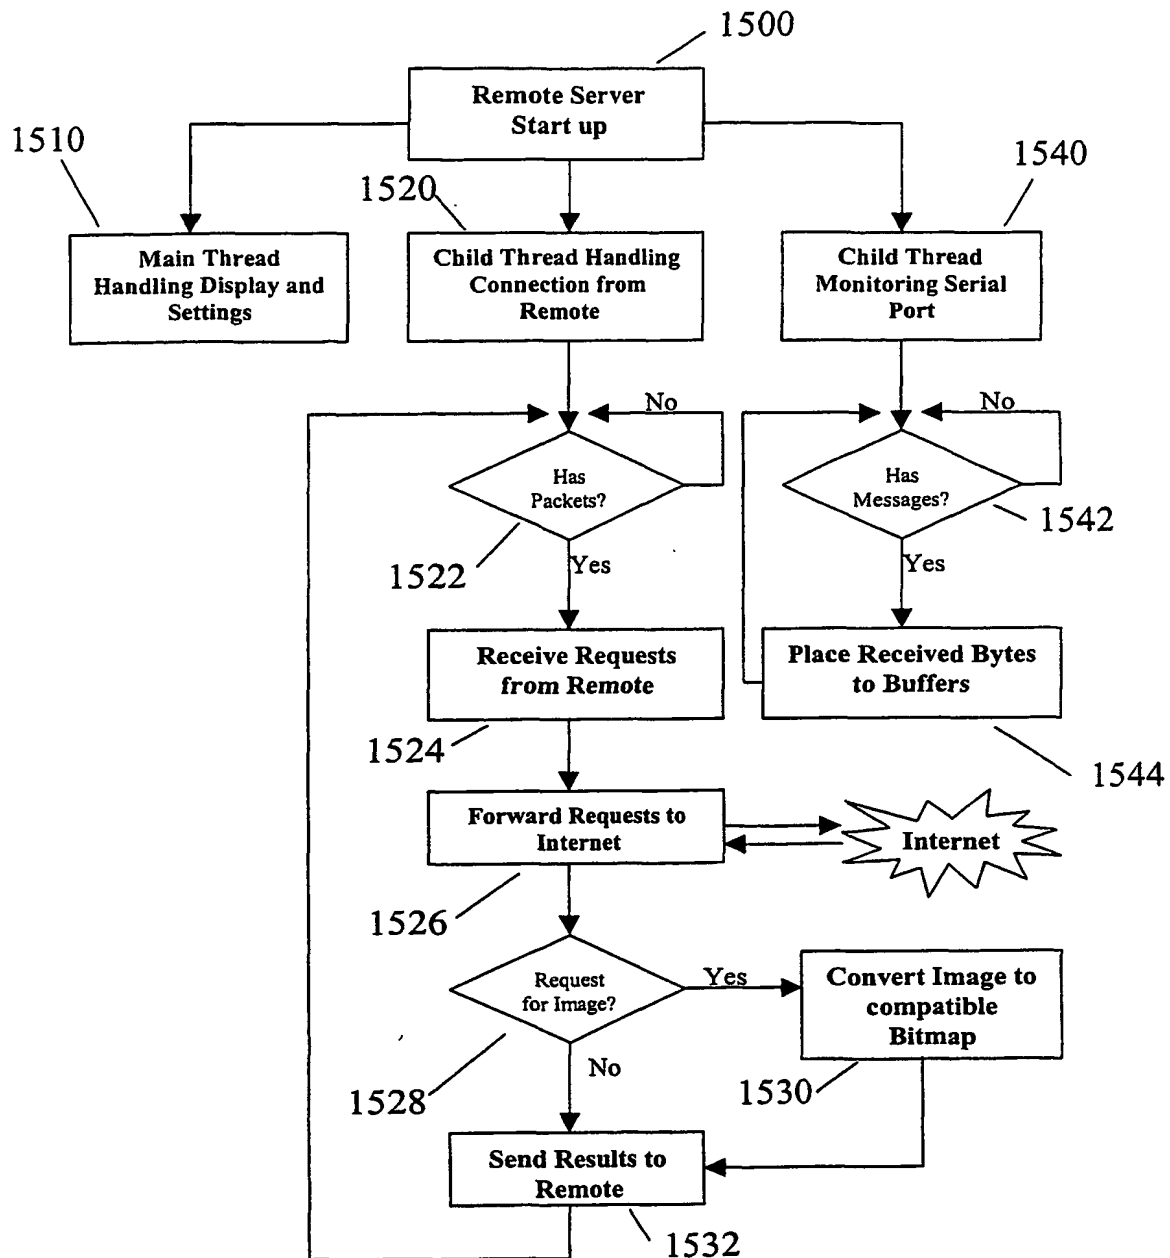 1500
Remote Server
Start up
1510
1520
1540
Main Thread
Handling Display and
Settings
Child Thread Handling
Connection from
Remote
Child Thread
Monitoring Serial
Port
No
No
Has
Packets?
Has
Messages?
1522
Yes
1542
Yes
Receive Requests
from Remote
Place Received Bytes
to Buffers
1524
1544
Forward Requests to
Internet
Internet
1526
Request
for Image?
Yes
Convert Image to
compatible
Bitmap
1528
No
1530
Send Results to
Remote
1532